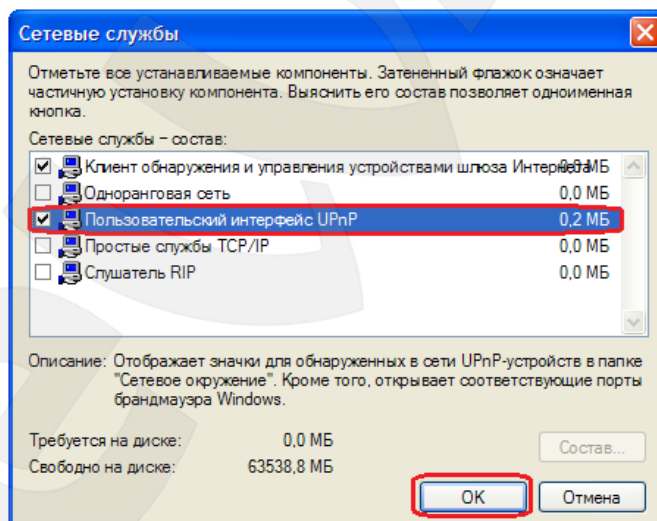 Сетевые службы
Отметьте все устанавливаемые компоненты. Затененный флажок означает
частичную установку компонента. Выяснить его состав позволяет одноименная
кнопка.
Сетевые службы - состав:
Клиент обнаружения и управления устройствами шлюза Интернета 0,0 МБ
Одноранговая сеть 0,0 МБ
Пользовательский интерфейс UPnP 0,2 МБ
Простые службы TCP/IP 0,0 МБ
Слушатель RIP 0,0 МБ
Описание: Отображает значки для обнаруженных в сети UPnP-устройств в папке
"Сетевое окружение". Кроме того, открывает соответствующие порты
брандмауэра Windows.
Требуется на диске: 0,0 МБ
Состав...
Свободно на диске: 63538,8 МБ
OK Отмена